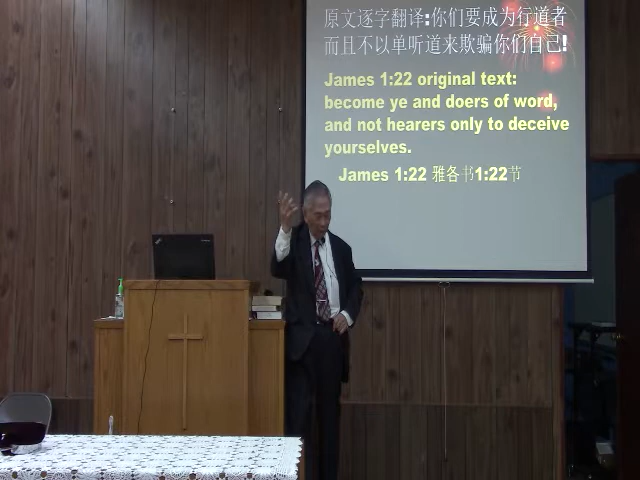 原文逐字翻译:你们要成为行道者
而且不以单听道来欺骗你们自己!
James 1:22 original text:
become ye and doers of word,
and not hearers only to deceive
yourselves.
James 1:22 雅各书1:22节